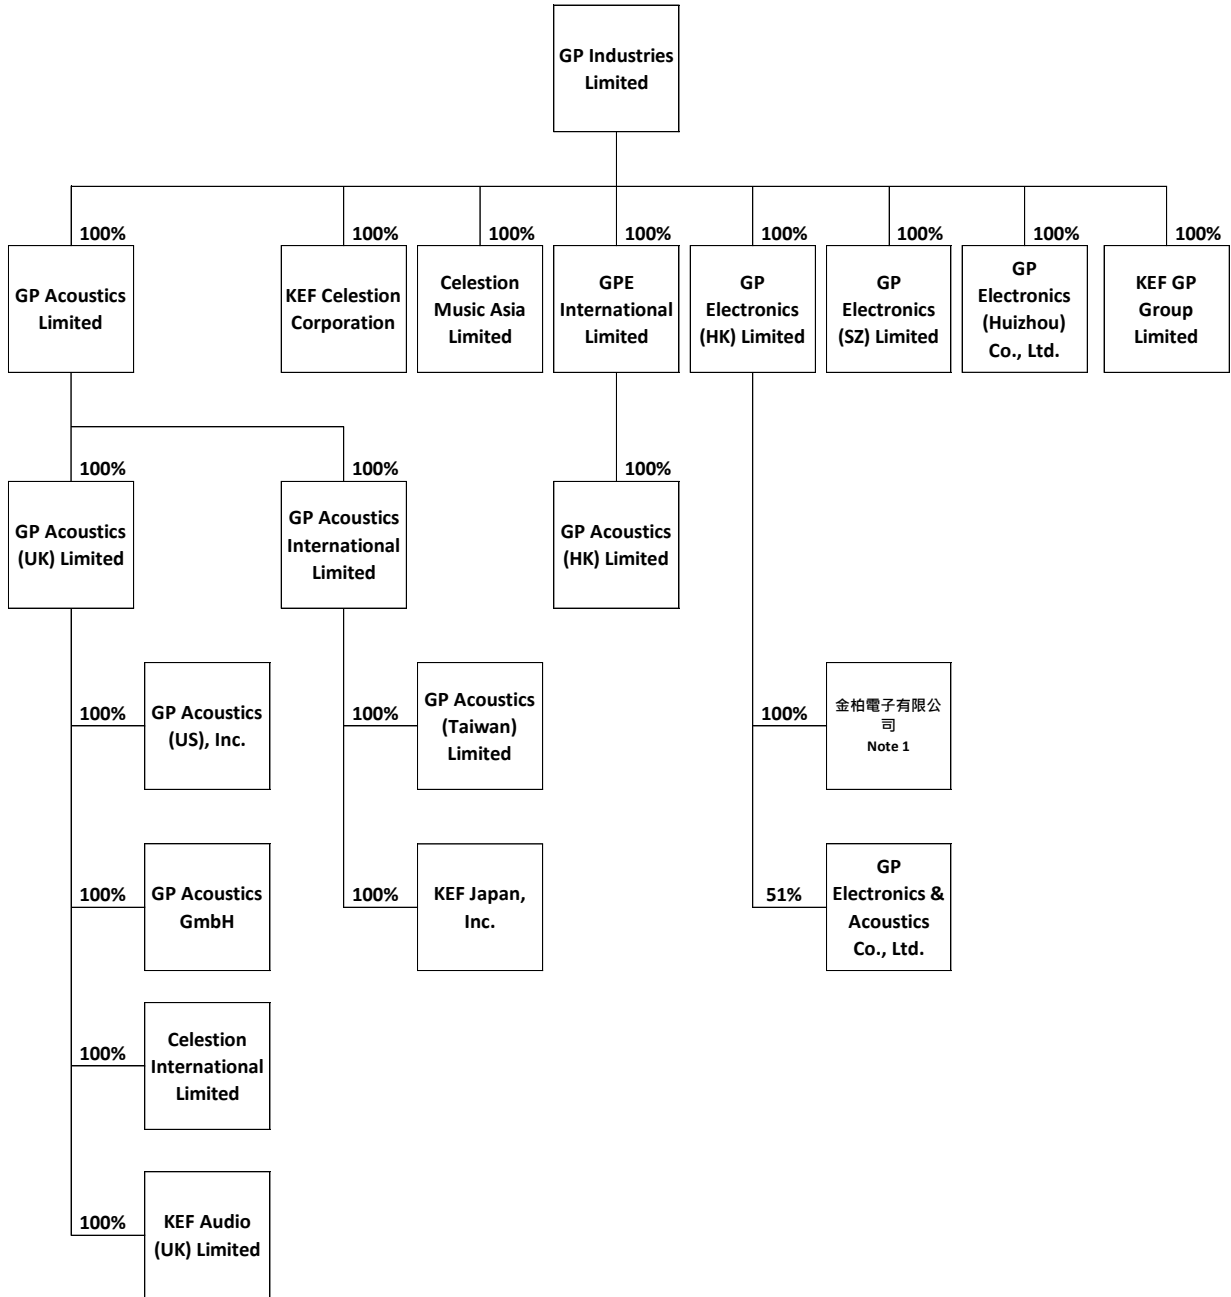 GP Industries
Limited
100%
100%
100%
100%
100%
100%
100%
100%
GP Acoustics
Limited
KEF Celestion
Corporation
Celestion
Music Asia
Limited
GPE
International
Limited
GP
Electronics
(HK) Limited
GP
Electronics
(SZ) Limited
GP
Electronics
(Huizhou)
Co., Ltd.
KEF GP
Group
Limited
100%
100%
100%
GP Acoustics
(UK) Limited
GP Acoustics
International
Limited
GP Acoustics
(HK) Limited
100%
GP Acoustics
(US), Inc.
100%
GP Acoustics
(Taiwan)
Limited
100%
金柏電子有限公
司
Note 1
100%
GP Acoustics
GmbH
100%
KEF Japan,
Inc.
51%
GP
Electronics &
Acoustics
Co., Ltd.
100%
Celestion
International
Limited
100%
KEF Audio
(UK) Limited